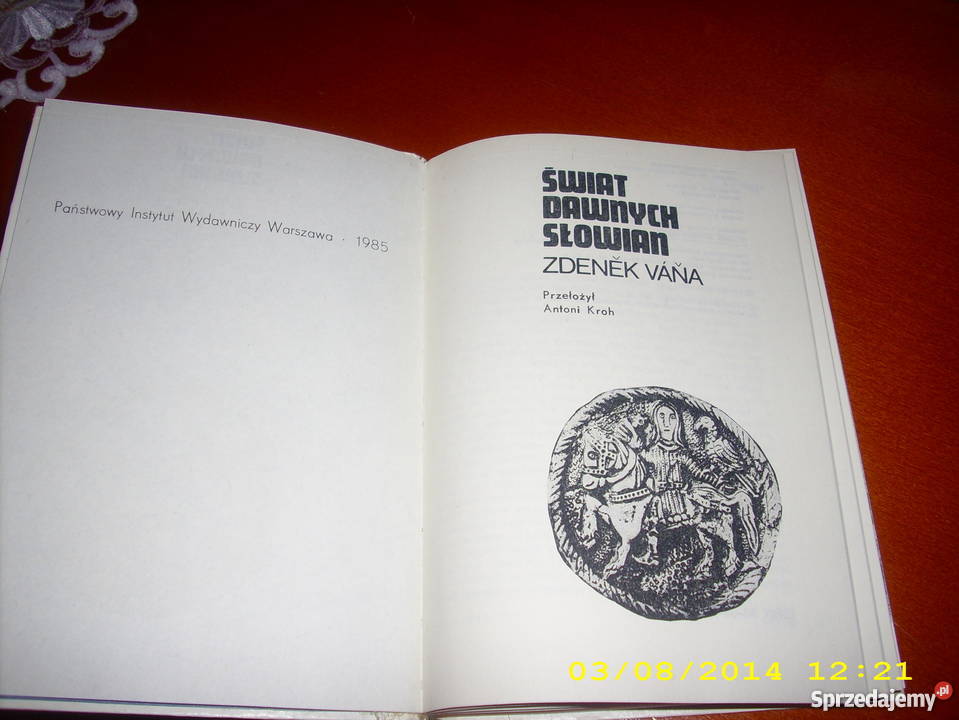 Państwowy Instytut Wydawniczy Warszawa · 1985
ŚWIAT
DAWNYCH
SŁOWIAN
ZDENĚK VÁŇA
Przełożył
Antoni Kroh
03/08/2014 12:21
Sprzedajemy.pl